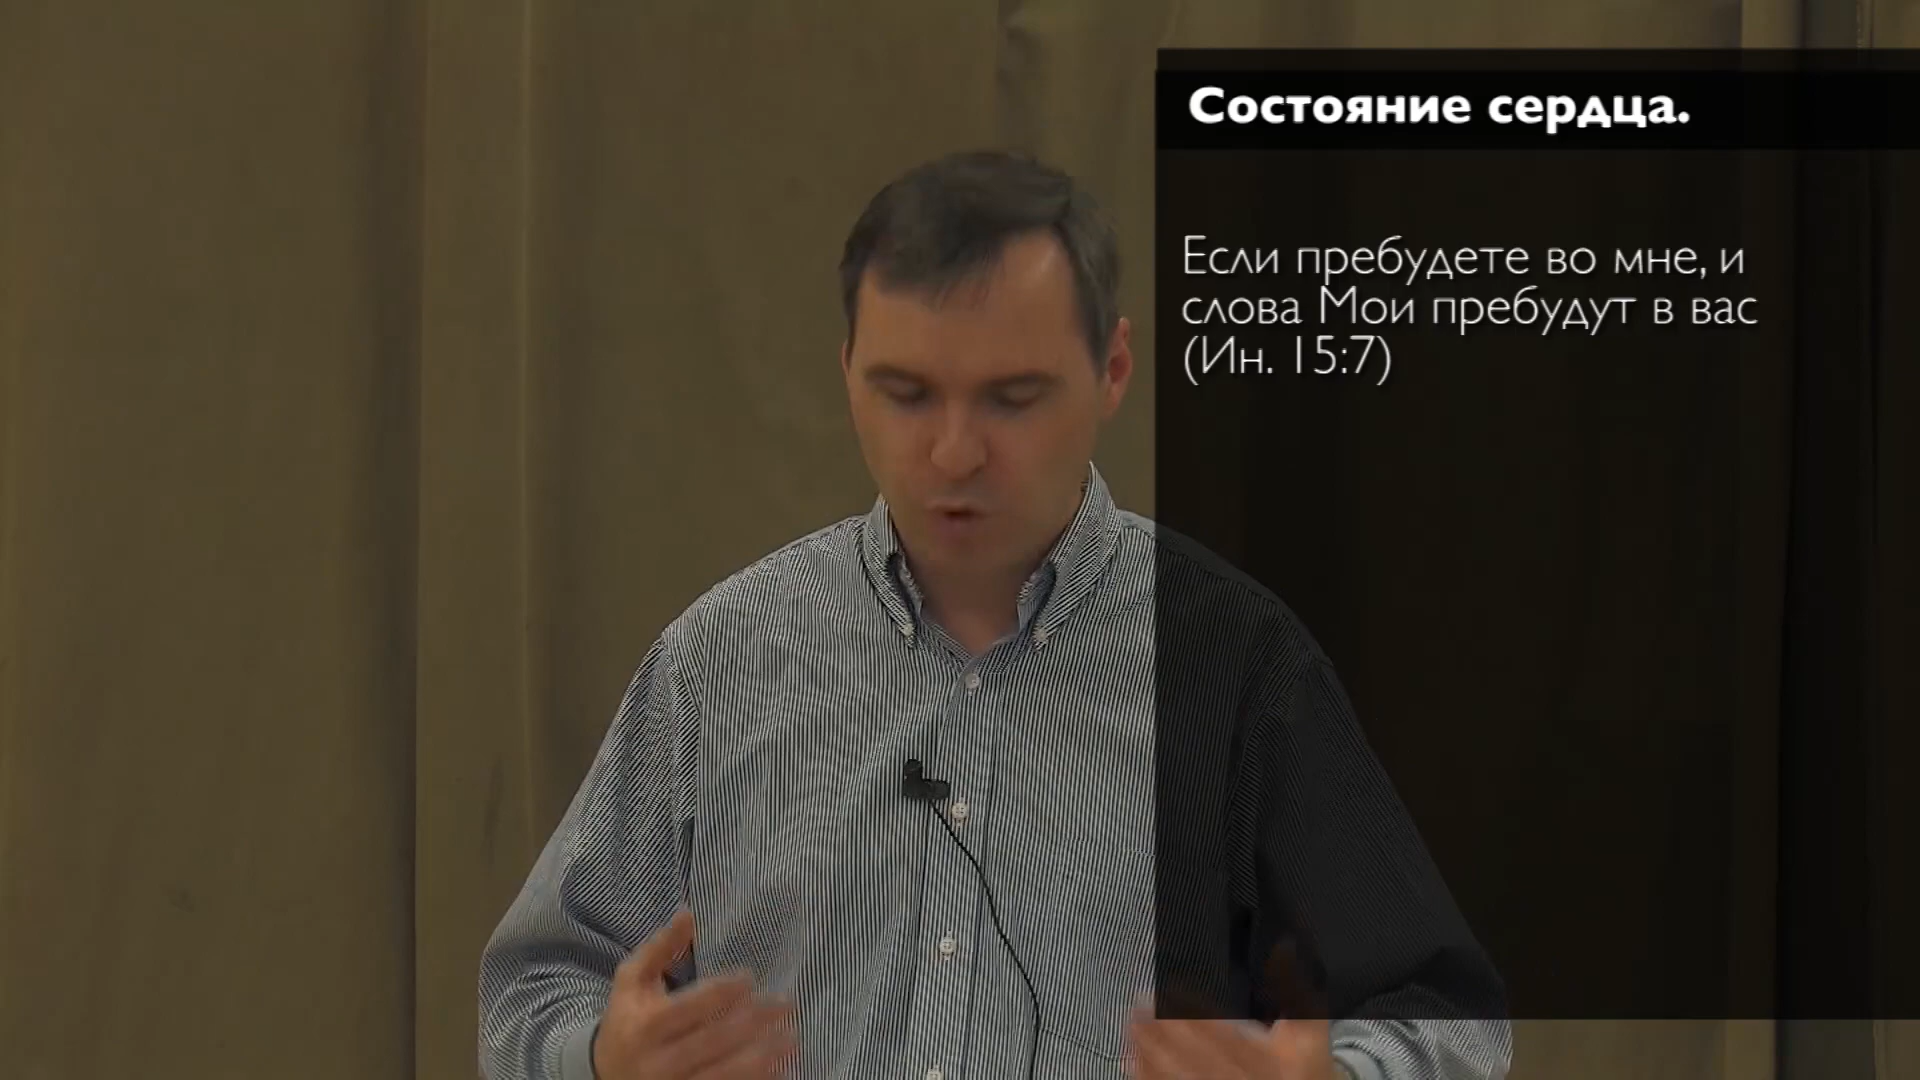 Состояние сердца.
Если пребудете во мне, и
слова Мои пребудут в вас
(Ин. 15:7)